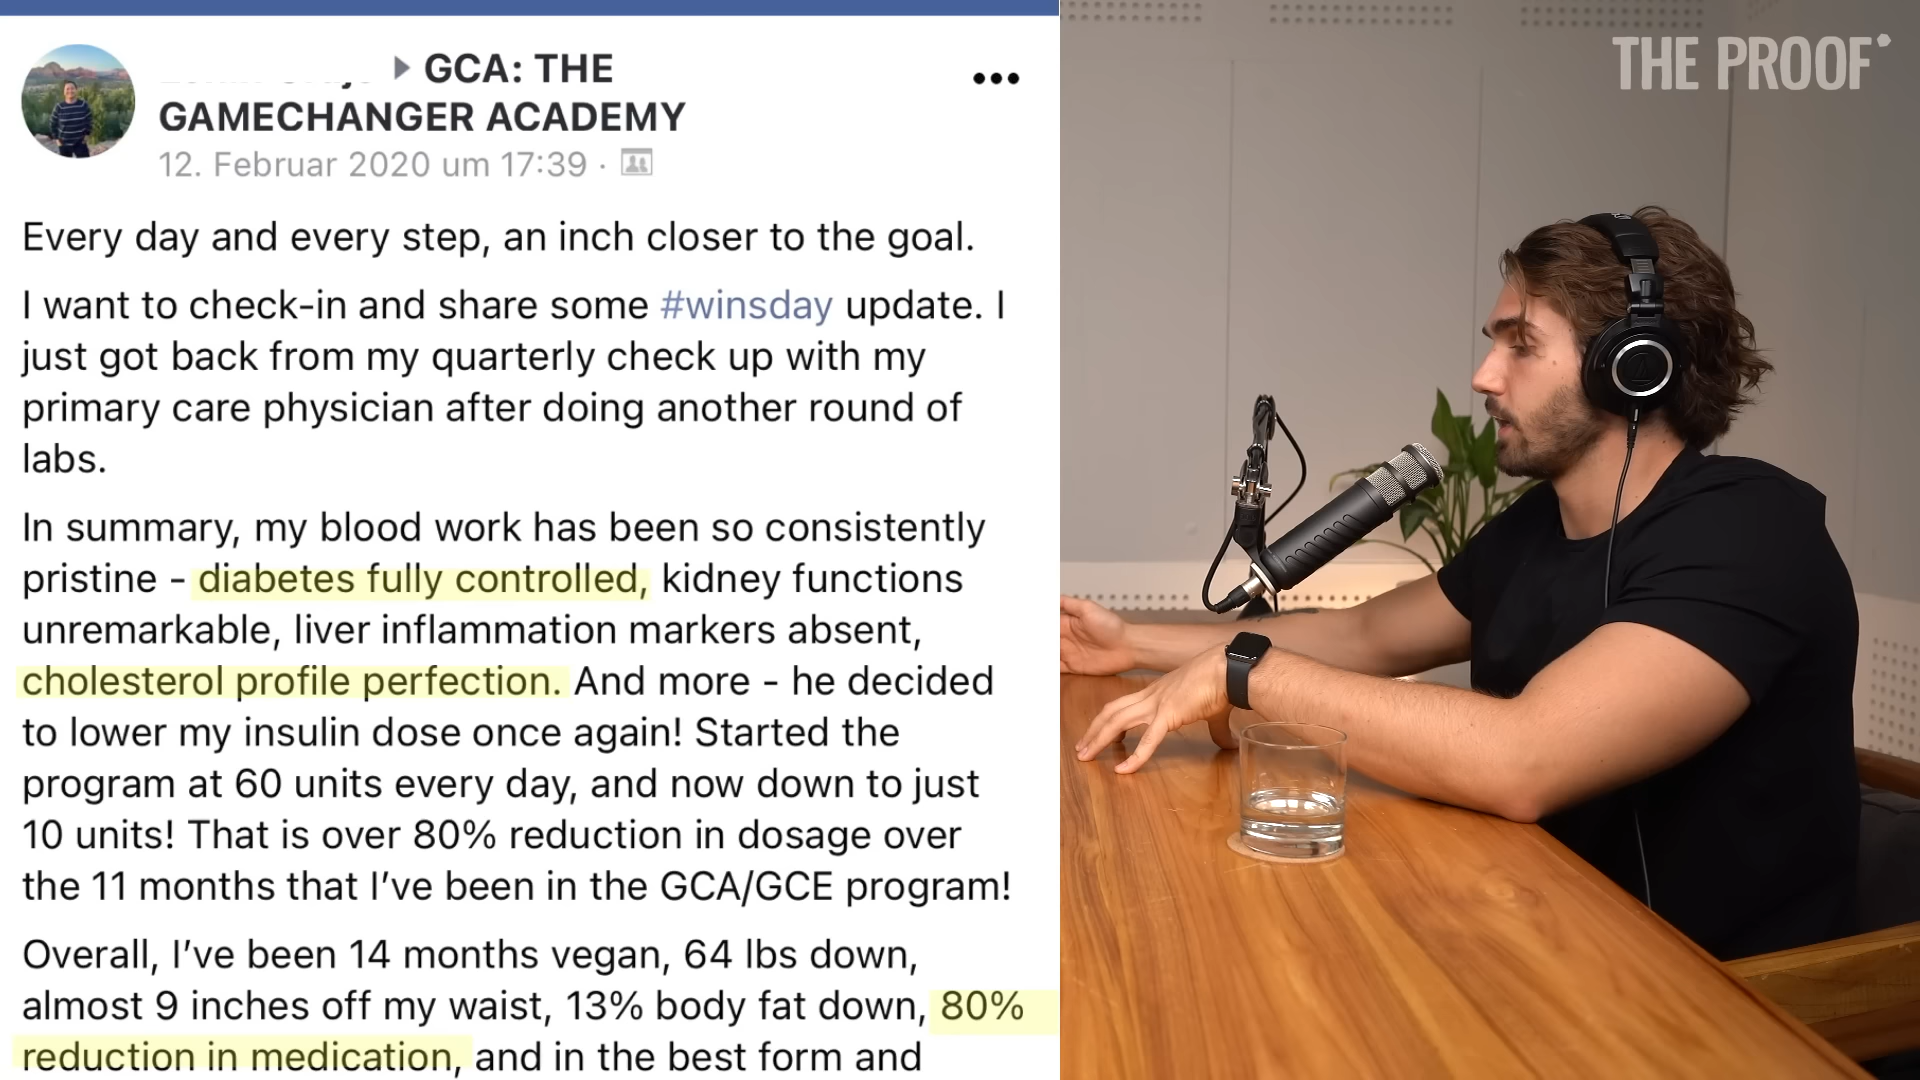 GCA: THE
GAMECHANGER ACADEMY
12. Februar 2020 um 17:39 ·
Every day and every step, an inch closer to the goal.
I want to check-in and share some #winsday update. I
just got back from my quarterly check up with my
primary care physician after doing another round of
labs.
In summary, my blood work has been so consistently
pristine - diabetes fully controlled, kidney functions
unremarkable, liver inflammation markers absent,
cholesterol profile perfection. And more - he decided
to lower my insulin dose once again! Started the
program at 60 units every day, and now down to just
10 units! That is over 80% reduction in dosage over
the 11 months that I've been in the GCA/GCE program!
Overall, I've been 14 months vegan, 64 lbs down,
almost 9 inches off my waist, 13% body fat down, 80%
reduction in medication, and in the best form and
THE PROOF